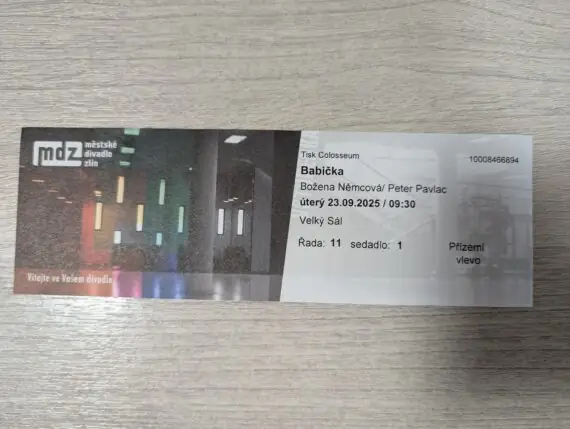 mdz městské
divadlo
zlín
Vítejte ve Vašem divadle
Tisk Colosseum
10008466894
Babička
Božena Němcová/ Peter Pavlac
úterý 23.09.2025 / 09:30
Velký Sál
Řada: 11 sedadlo: 1
Přízemí
vlevo